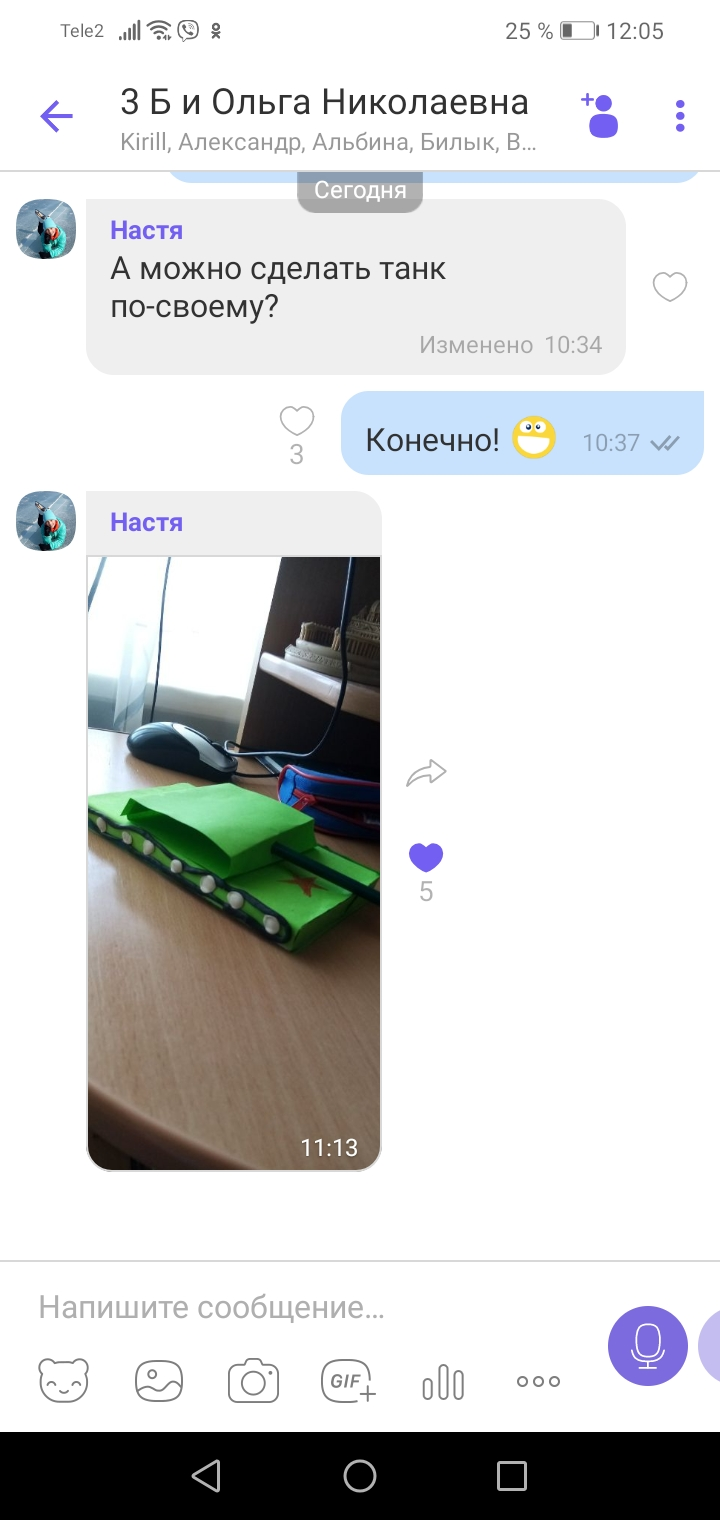 Tele2
25 %
12:05
3 Б и Ольга Николаевна
Kirill, Александр, Альбина, Билык, В...
Сегодня
Настя
А можно сделать танк
по-своему?
Изменено 10:34
3
Конечно!
10:37
Настя
5
11:13
Напишите сообщение...
GIF